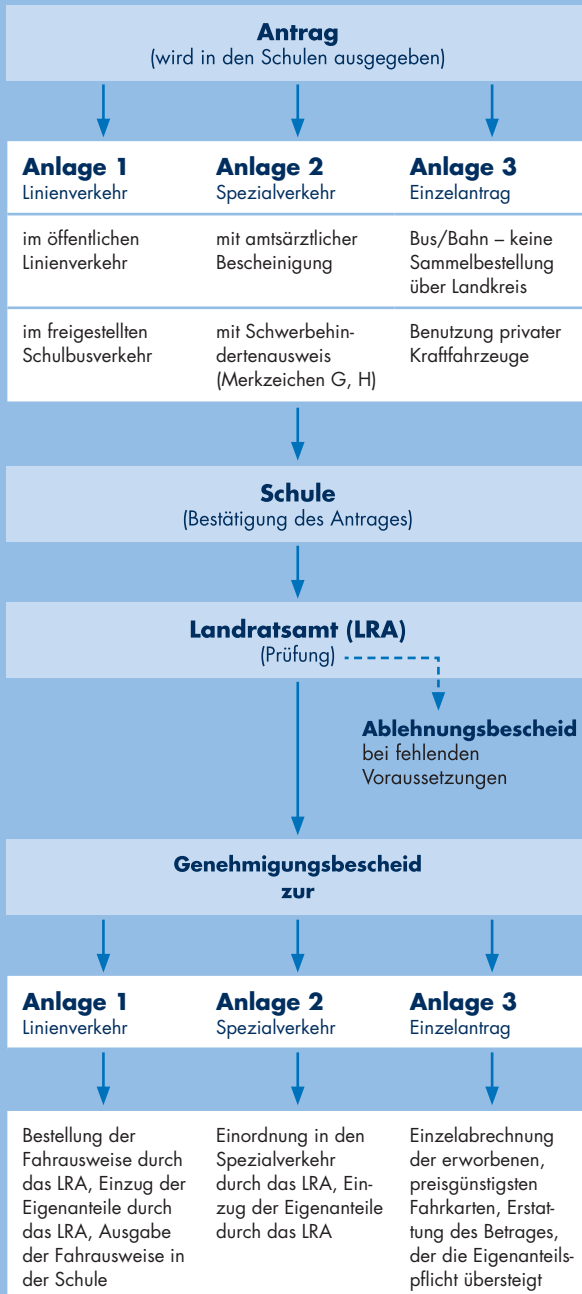 Antrag
(wird in den Schulen ausgegeben)
Anlage 1
Linienverkehr
Anlage 2
Spezialverkehr
Anlage 3
Einzelantrag
im öffentlichen
Linienverkehr
mit amtsärztlicher
Bescheinigung
Bus/Bahn – keine
Sammelbestellung
über Landkreis
im freigestellten
Schulbusverkehr
mit Schwerbehin-
dertenausweis
(Merkzeichen G, H)
Benutzung privater
Kraftfahrzeuge
Schule
(Bestätigung des Antrages)
Landratsamt (LRA)
(Prüfung)
Ablehnungsbescheid
bei fehlenden
Voraussetzungen
Genehmigungsbescheid
zur
Anlage 1
Linienverkehr
Anlage 2
Spezialverkehr
Anlage 3
Einzelantrag
Bestellung der
Fahrausweise durch
das LRA, Einzug der
Eigenanteile durch
das LRA, Ausgabe
der Fahrausweise in
der Schule
Einordnung in den
Spezialverkehr
durch das LRA, Ein-
zug der Eigenanteile
durch das LRA
Einzelabrechnung
der erworbenen,
preisgünstigsten
Fahrkarten, Erstat-
tung des Betrages,
der die Eigenanteils-
pflicht übersteigt